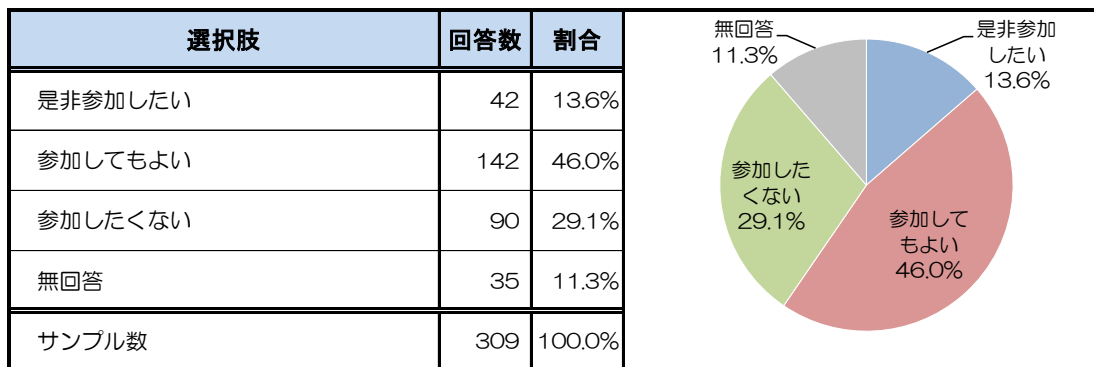 選択肢 回答数 割合
是非参加したい 42 13.6%
参加してもよい 142 46.0%
参加したくない 90 29.1%
無回答 35 11.3%
サンプル数 309 100.0%
無回答
11.3%
是非参加
したい
13.6%
参加した
くない
29.1%
参加して
もよい
46.0%